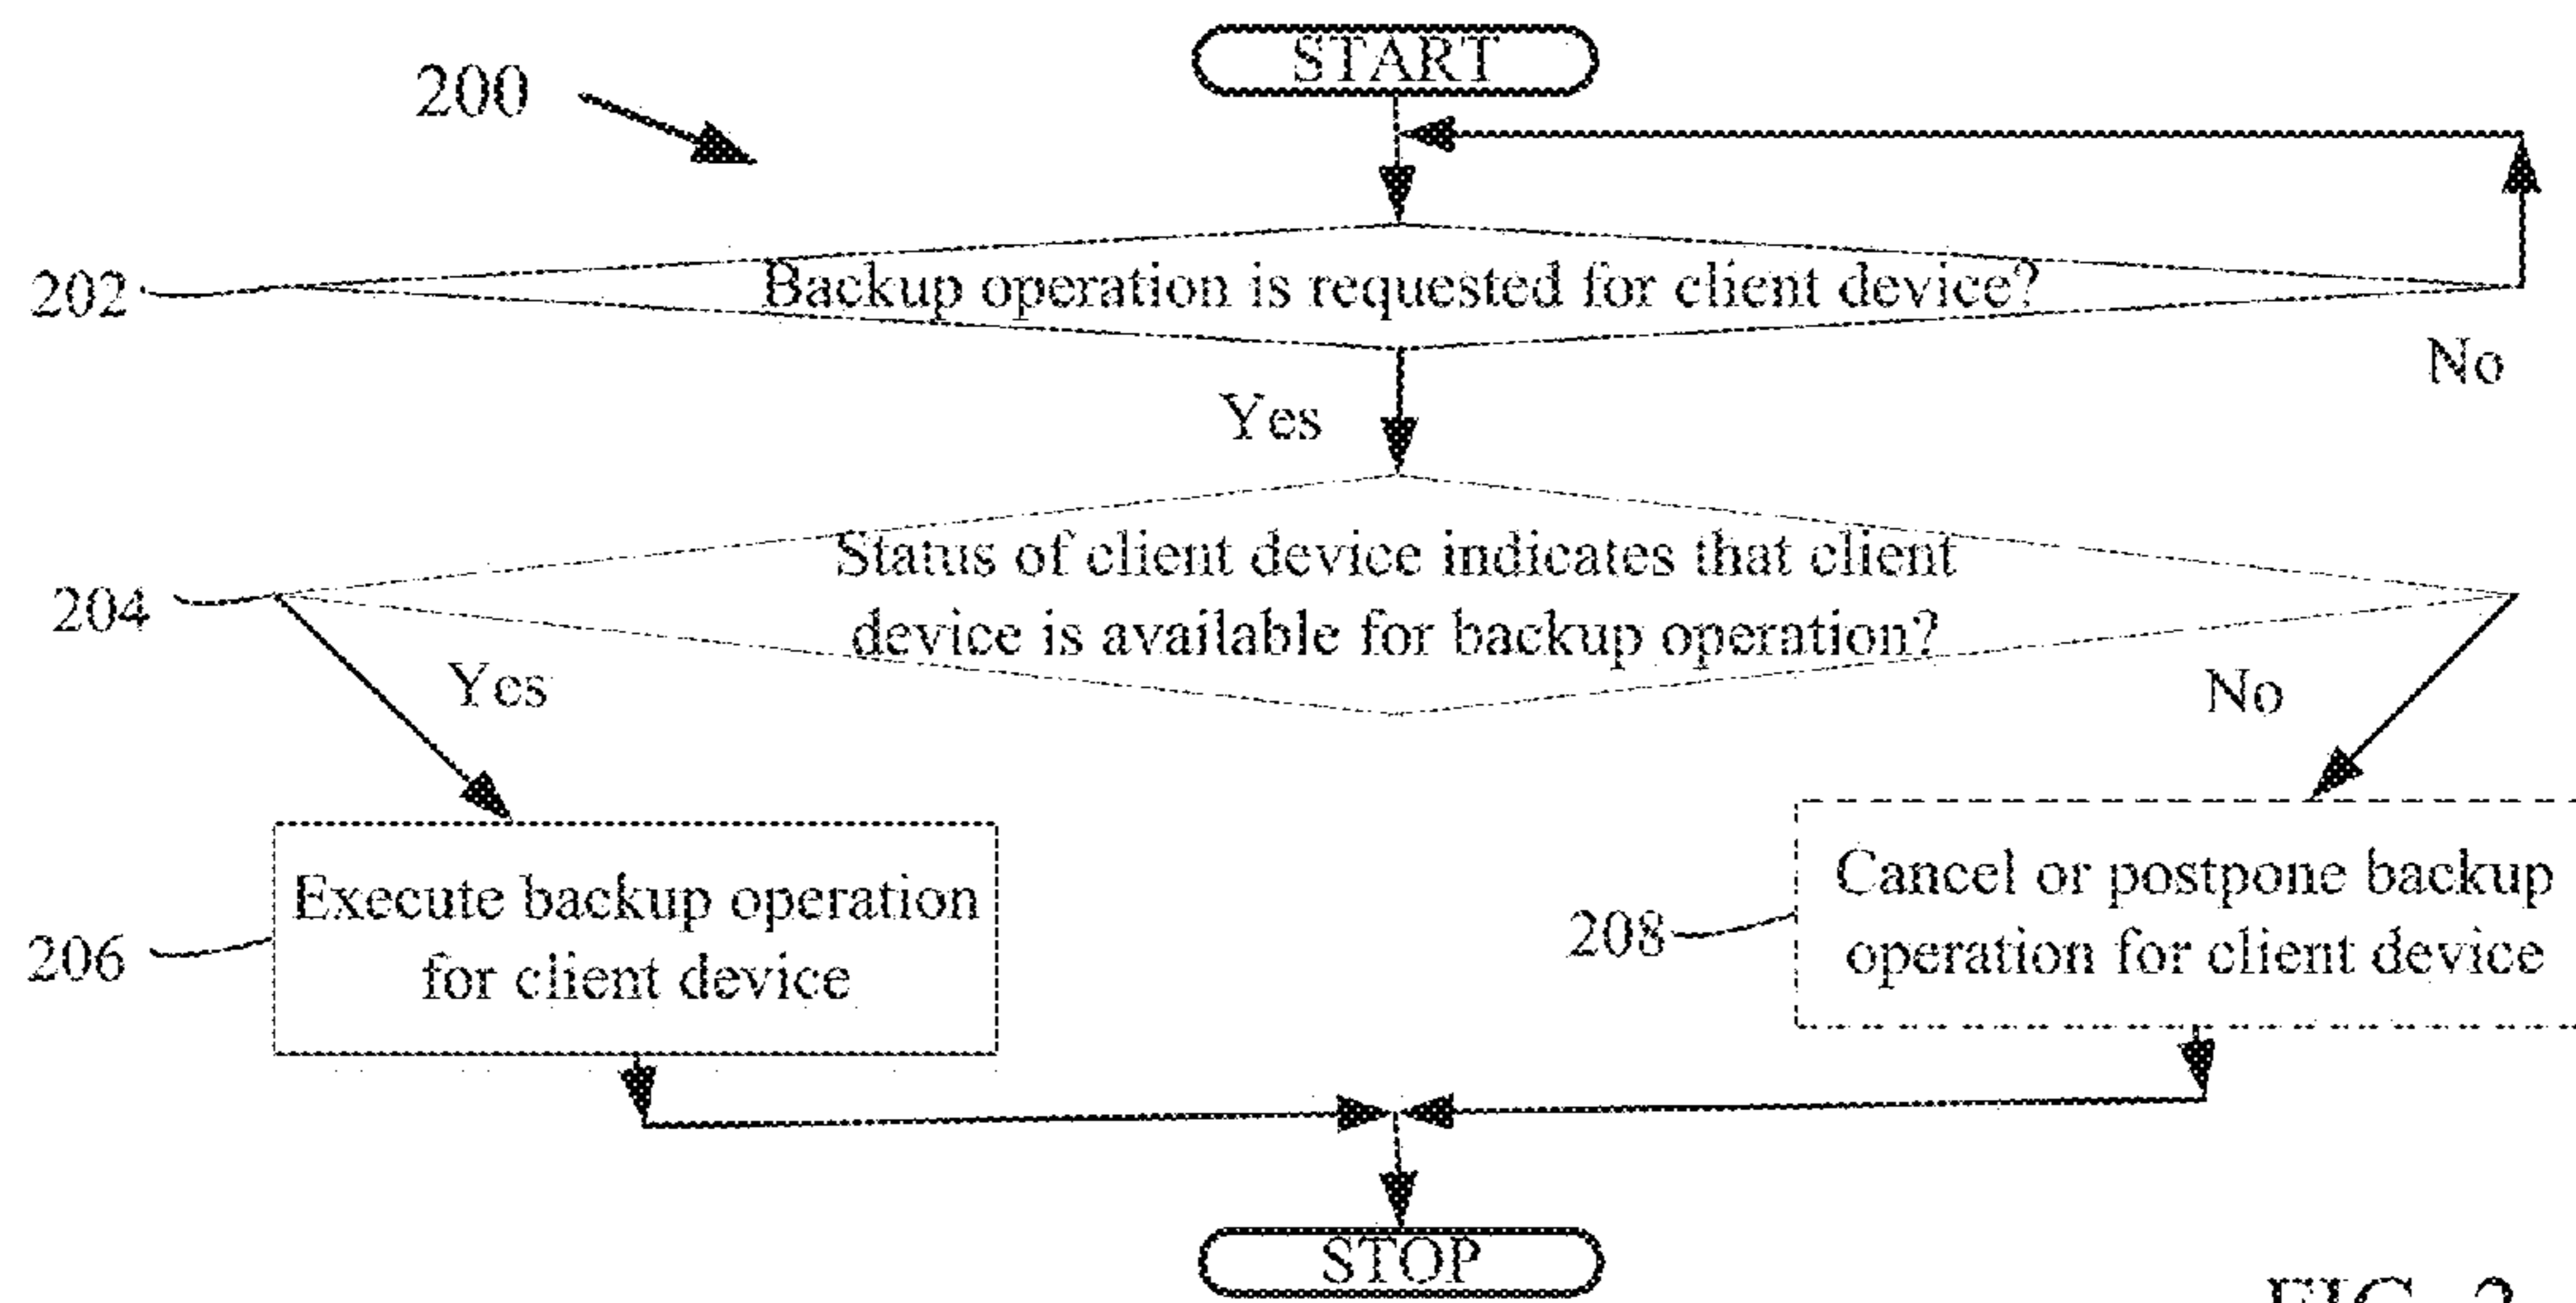 START
200
202
Backup operation is requested for client device?
No
Yes
204
Status of client device indicates that client
device is available for backup operation?
Yes
No
206
Execute backup operation
for client device
208
Cancel or postpone backup
operation for client device
STOP